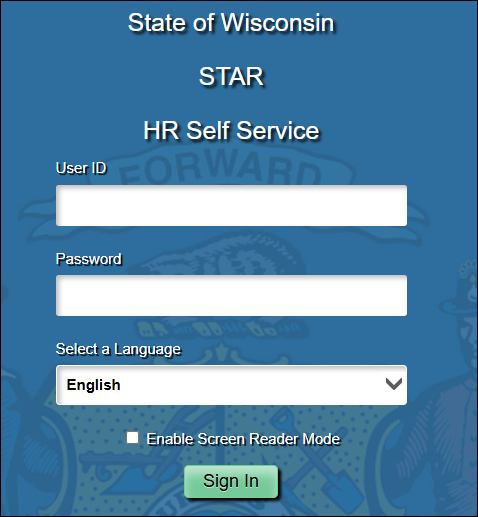 State of Wisconsin
STAR
HR Self Service
FORWARD
User ID
Password
Select a Language
English
Enable Screen Reader Mode
Sign In